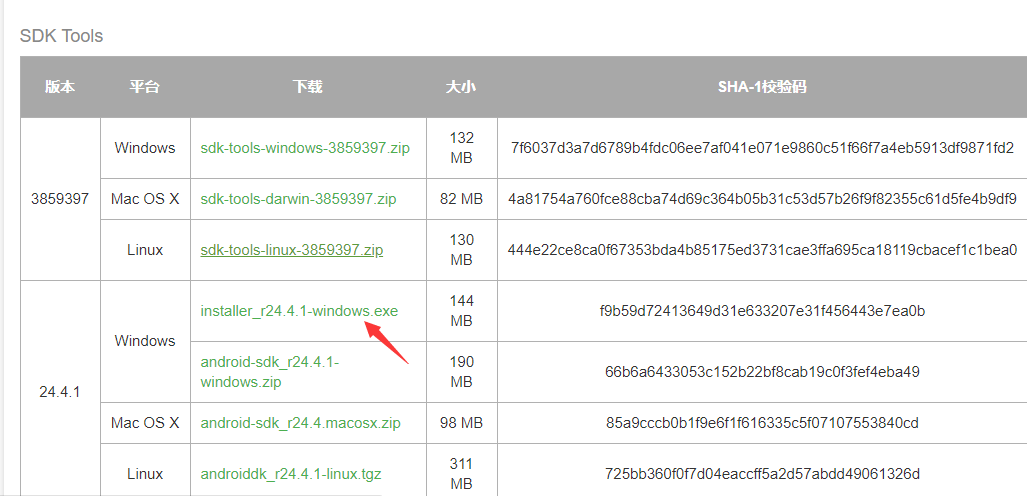 SDK Tools
版本 平台 下载 大小 SHA-1校验码
3859397
Windows sdk-tools-windows-3859397.zip 132 MB 7f6037d3a7d6789b4fdc06ee7af041e071e9860c51f66f7a4eb5913df9871fd2
Mac OS X sdk-tools-darwin-3859397.zip 82 MB 4a81754a760fce88cba74d69c364b05b31c53d57b26f9f82355c61d5fe4b9df9
Linux sdk-tools-linux-3859397.zip 130 MB 444e22ce8ca0f67353bda4b85175ed3731cae3ffa695ca18119cbacef1c1bea0
24.4.1
Windows
installer_r24.4.1-windows.exe 144 MB f9b59d72413649d31e633207e31f456443e7ea0b
android-sdk_r24.4.1-
windows.zip 190 MB 66b6a6433053c152b22bf8cab19c0f3fef4eba49
Mac OS X android-sdk_r24.4.macosx.zip 98 MB 85a9cccb0b1f9e6f1f616335c5f07107553840cd
Linux androiddk_r24.4.1-linux.tgz 311 MB 725bb360f0f7d04eaccff5a2d57abdd49061326d